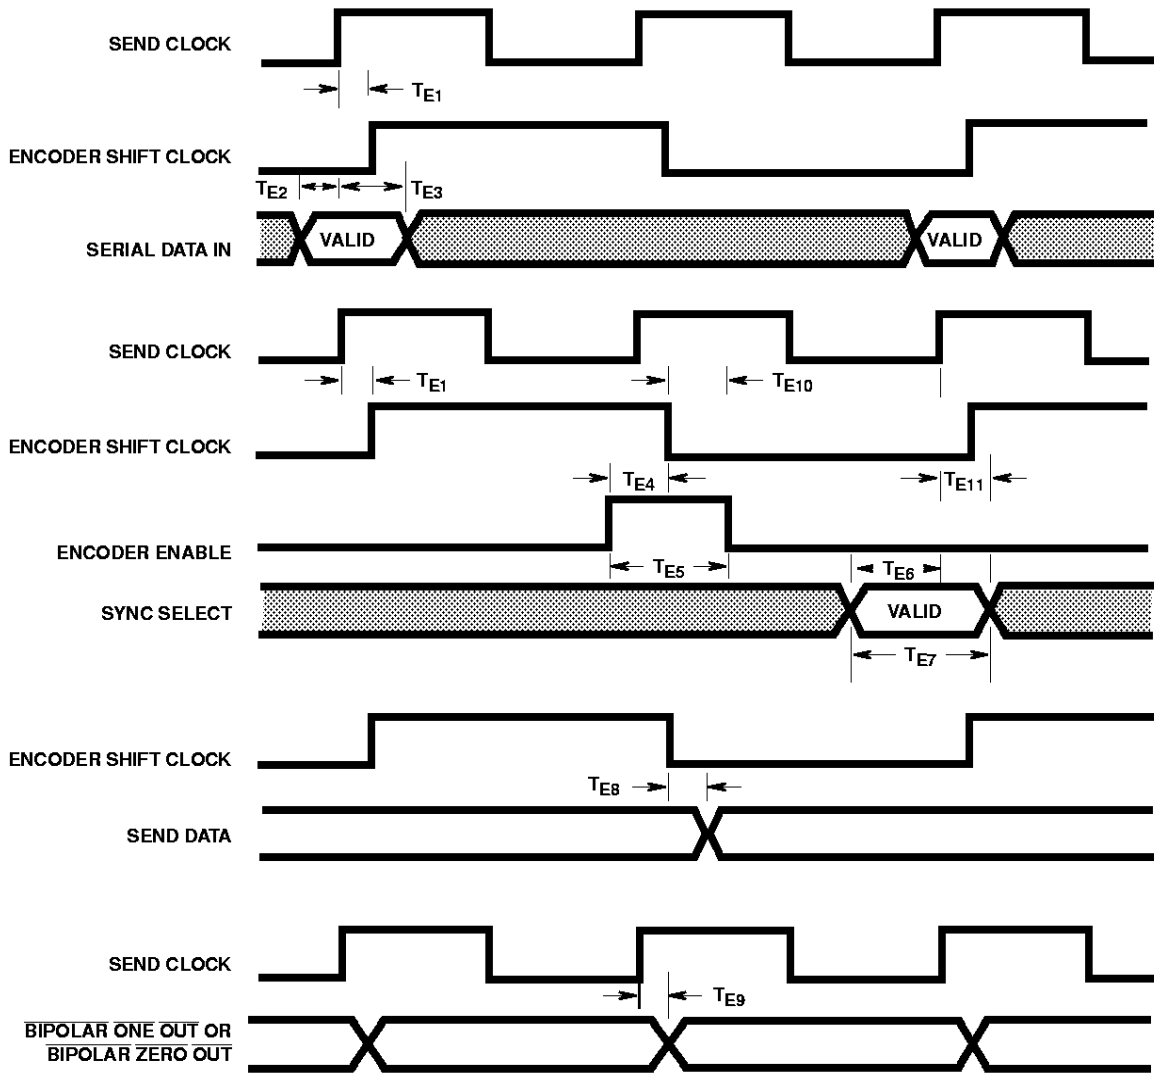 SEND CLOCK
TE1
ENCODER SHIFT CLOCK
TE2
TE3
SERIAL DATA IN
VALID
VALID
SEND CLOCK
TE1
TE10
ENCODER SHIFT CLOCK
TE4
TE11
ENCODER ENABLE
TE5
TE6
SYNC SELECT
VALID
TE7
ENCODER SHIFT CLOCK
TE8
SEND DATA
SEND CLOCK
TE9
BIPOLAR ONE OUT OR
BIPOLAR ZERO OUT